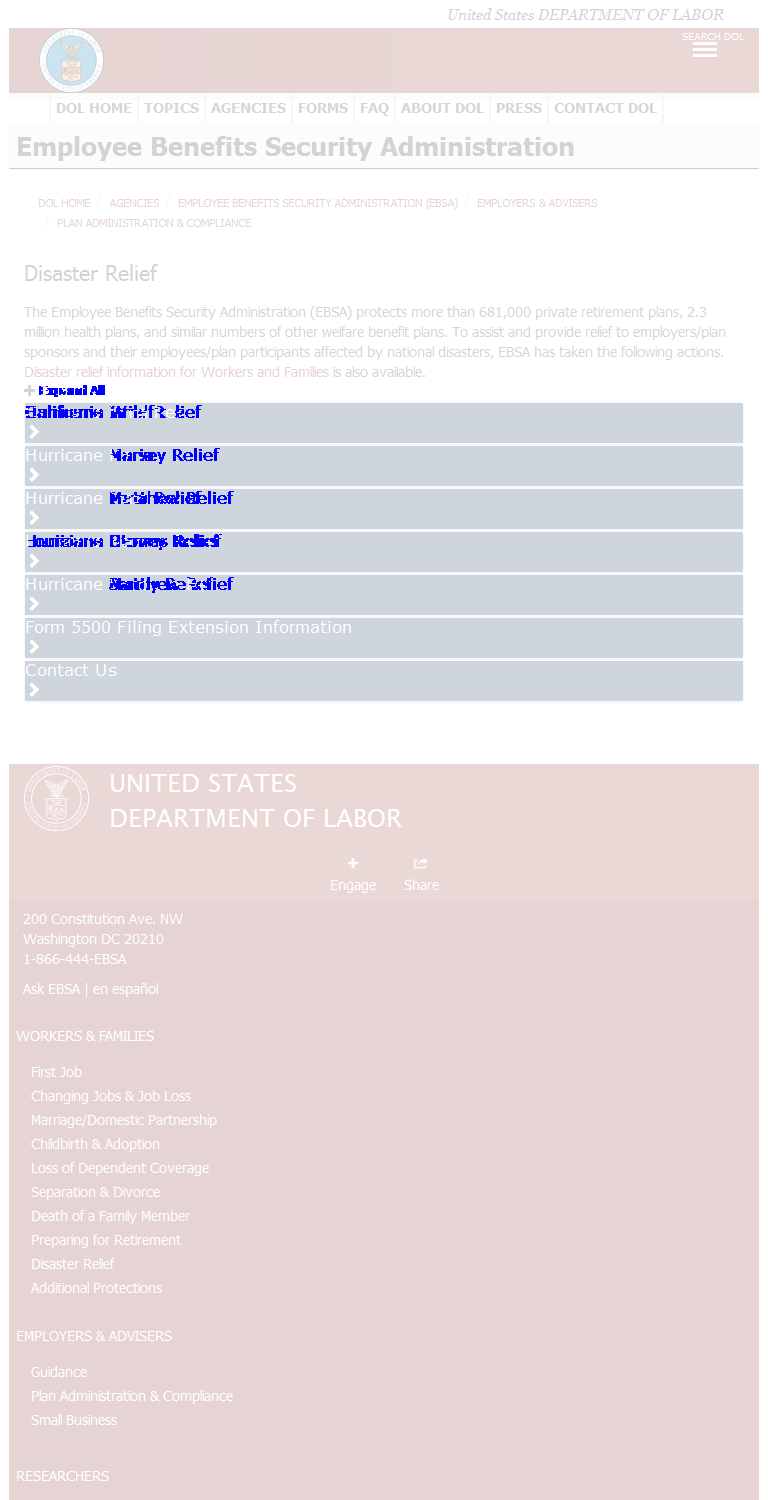 United States DEPARTMENT OF LABOR
SEARCH DOL
DOL HOME TOPICS AGENCIES FORMS FAQ ABOUT DOL PRESS CONTACT DOL
Employee Benefits Security Administration
DOL HOME / AGENCIES / EMPLOYEE BENEFITS SECURITY ADMINISTRATION (EBSA) / EMPLOYERS & ADVISERS
/ PLAN ADMINISTRATION & COMPLIANCE
Disaster Relief
The Employee Benefits Security Administration (EBSA) protects more than 681,000 private retirement plans, 2.3
million health plans, and similar numbers of other welfare benefit plans. To assist and provide relief to employers/plan
sponsors and their employees/plan participants affected by national disasters, EBSA has taken the following actions.
Disaster relief information for Workers and Families is also available.
Expand All
Hurricane Relief
Hurricane
Hurricane
Form 5500 Filing Extension Information
Contact Us
UNITED STATES
DEPARTMENT OF LABOR
Engage Share
200 Constitution Ave. NW
Washington DC 20210
1-866-444-EBSA
Ask EBSA | en español
WORKERS & FAMILIES
First Job
Changing Jobs & Job Loss
Marriage/Domestic Partnership
Childbirth & Adoption
Loss of Dependent Coverage
Separation & Divorce
Death of a Family Member
Preparing for Retirement
Disaster Relief
Additional Protections
EMPLOYERS & ADVISERS
Guidance
Plan Administration & Compliance
Small Business
RESEARCHERS